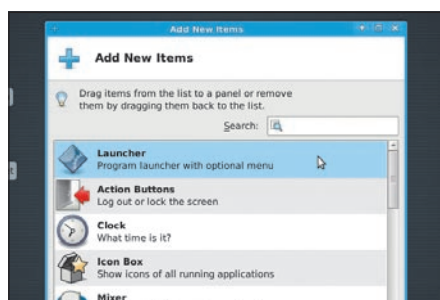 Add New Items
Add New Items
Drag items from the list to a panel or remove
them by dragging them back to the list.
Search:
Launcher
Program launcher with optional menu
Action Buttons
Log out or lock the screen
Clock
What time is it?
Icon Box
Show icons of all running applications
Mixer